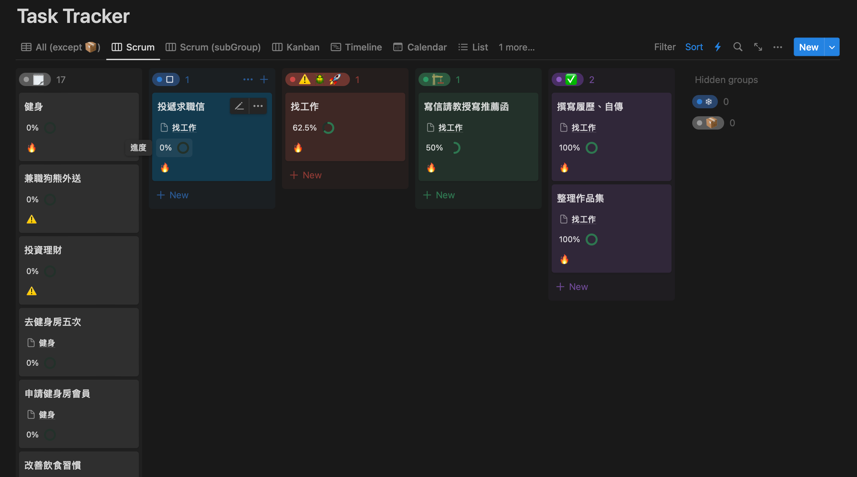 Task Tracker
All (except 📦)
Scrum
Scrum (subGroup)
Kanban
Timeline
Calendar
List
1 more...
Filter
Sort
New
17
健身
0%
🔥
兼職狗熊外送
0%
⚠️
投資理財
0%
⚠️
去健身房五次
健身
0%
申請健身房會員
健身
0%
改善飲食習慣
進度
1
投遞求職信
找工作
0%
🔥
+ New
1
找工作
62.5%
🔥
+ New
1
寫信請教授寫推薦函
找工作
50%
🔥
+ New
2
撰寫履歷、自傳
找工作
100%
🔥
整理作品集
找工作
100%
🔥
+ New
Hidden groups
0
0